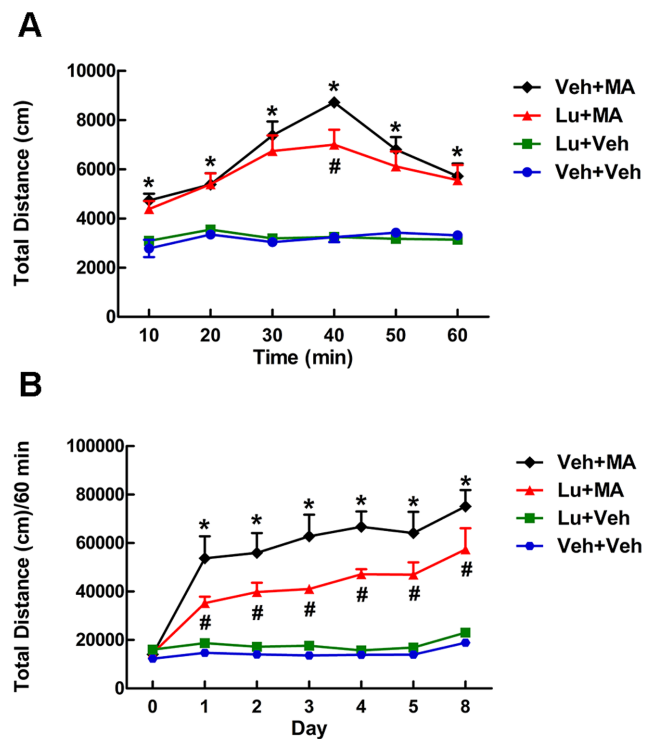 A
Total Distance (cm)
10000
8000
6000
4000
2000
0
* * * * * *
#
10 20 30 40 50 60
Time (min)
Veh+MA
Lu+MA
Lu+Veh
Veh+Veh
B
Total Distance (cm)/60 min
100000
80000
60000
40000
20000
0
* * * * * *
# # # # # #
0 1 2 3 4 5 8
Day
Veh+MA
Lu+MA
Lu+Veh
Veh+Veh